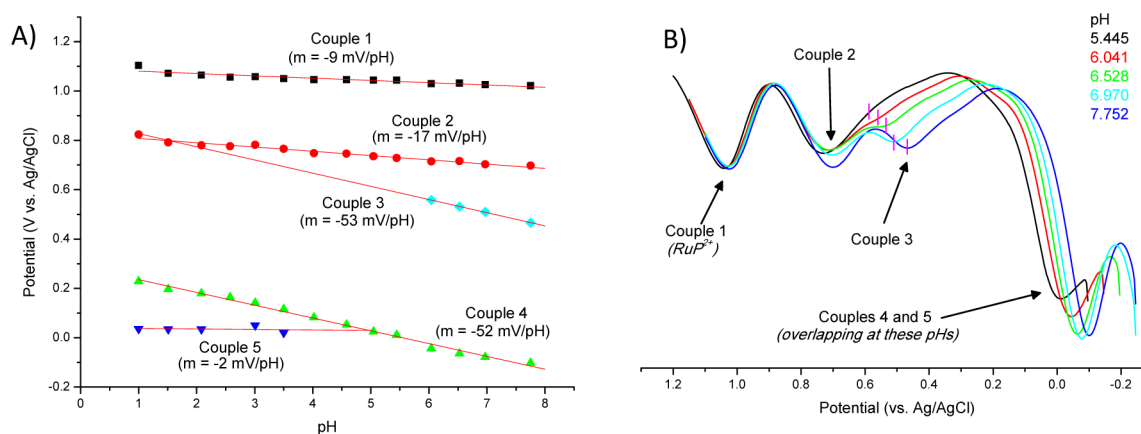 A)
1.2
1.0
0.8
0.6
0.4
0.2
0.0
-0.2
Potential (V vs. Ag/AgCl)
0 1 2 3 4 5 6 7 8
pH
Couple 1
(m = -9 mV/pH)
Couple 2
(m = -17 mV/pH)
Couple 3
(m = -53 mV/pH)
Couple 4
(m = -52 mV/pH)
Couple 5
(m = -2 mV/pH)
B)
pH
5.445
6.041
6.528
6.970
7.752
Couple 2
Couple 1
(RuP²⁺)
Couple 3
Couples 4 and 5
(overlapping at these pHs)
1.2 1.0 0.8 0.6 0.4 0.2 0.0 -0.2
Potential (vs. Ag/AgCl)